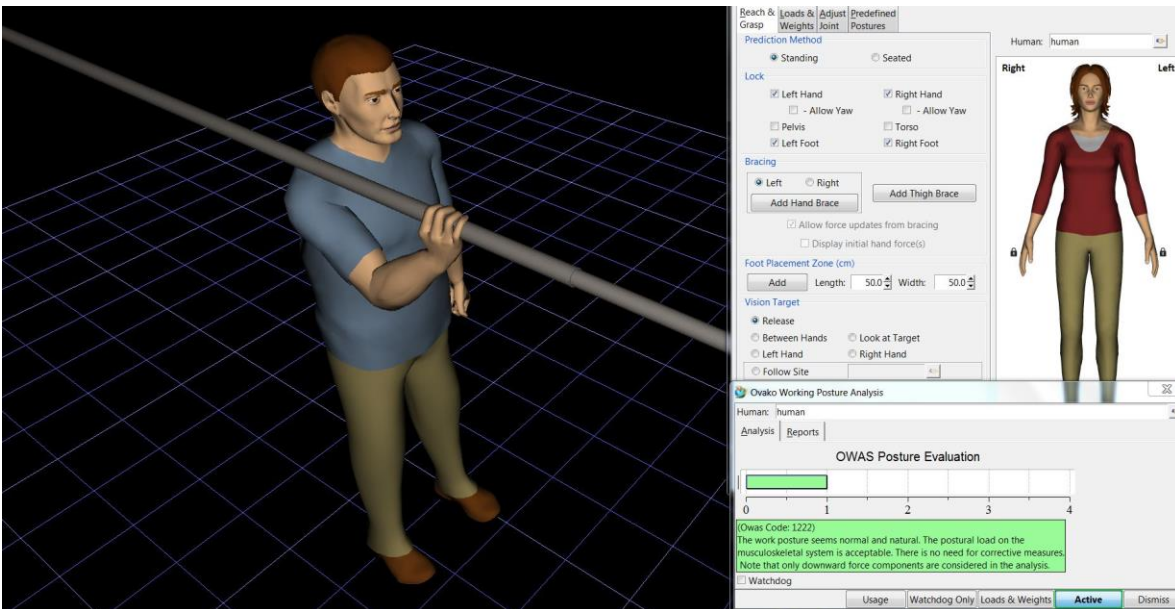 Reach & Grasp
Loads & Weights
Adjust Joint
Predefined Postures
Prediction Method
Standing Seated
Lock
Left Hand Right Hand
- Allow Yaw - Allow Yaw
Pelvis Torso
Left Foot Right Foot
Bracing
Left Right
Add Hand Brace
Add Thigh Brace
Allow force updates from bracing
Display initial hand force(s)
Foot Placement Zone (cm)
Add Length: 50.0 Width: 50.0
Vision Target
Release
Between Hands Look at Target
Left Hand Right Hand
Follow Site
Human: human
Right Left
Ovako Working Posture Analysis
Human: human
Analysis Reports
OWAS Posture Evaluation
0 1 2 3 4
(Owas Code: 1222)
The work posture seems normal and natural. The postural load on the
musculoskeletal system is acceptable. There is no need for corrective measures.
Note that only downward force components are considered in the analysis.
Watchdog
Usage Watchdog Only Loads & Weights Active Dismiss